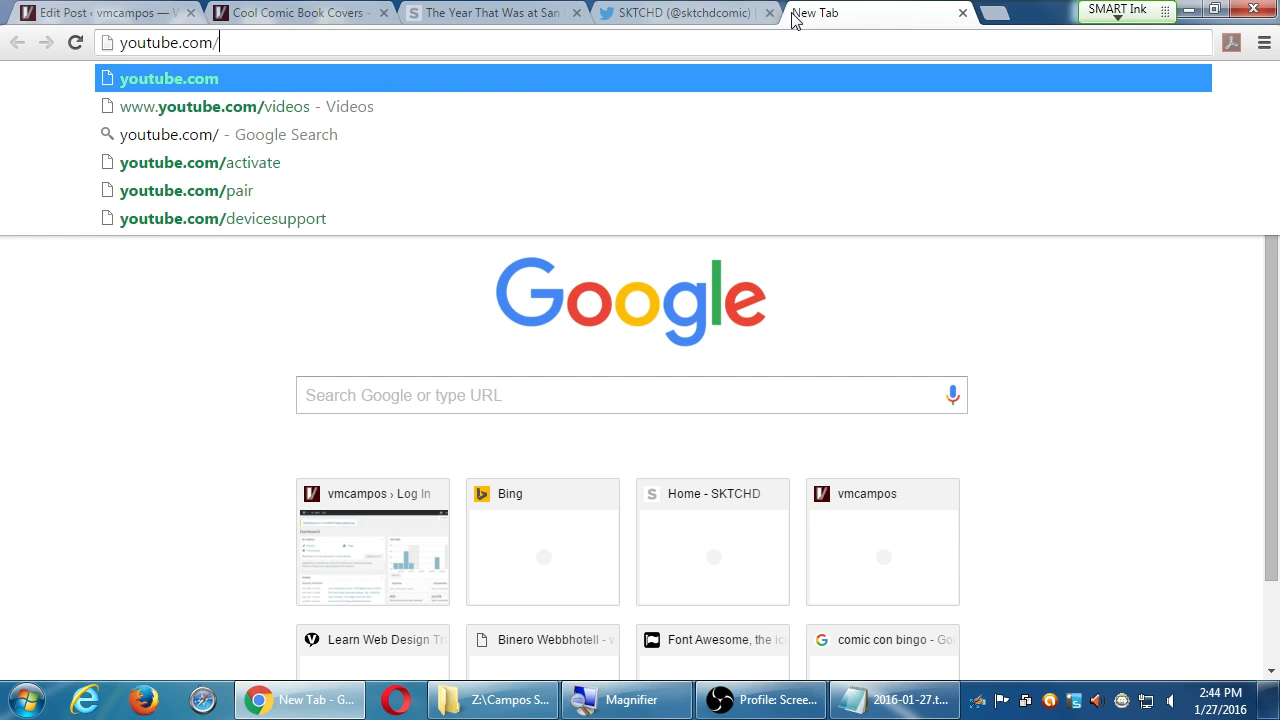 Edit Post ‹ vmcampos —
Cool Comic Book Covers -
The Year That Was at S
SKTCHD (@sktchdcomic)
New Tab
SMART Ink
youtube.com/
youtube.com
www.youtube.com/videos - Videos
youtube.com/ - Google Search
youtube.com/activate
youtube.com/pair
youtube.com/devicesupport
Google
Search Google or type URL
vmcampos › Log In
Bing
Home - SKTCHD
vmcampos
Learn Web Design
Binero Webbhotell -
Font Awesome, the
comic con bingo -
New Tab - G...
Z:\Campos S...
Magnifier
Profile: Scree...
2016-01-27.t...
2:44 PM
1/27/2016